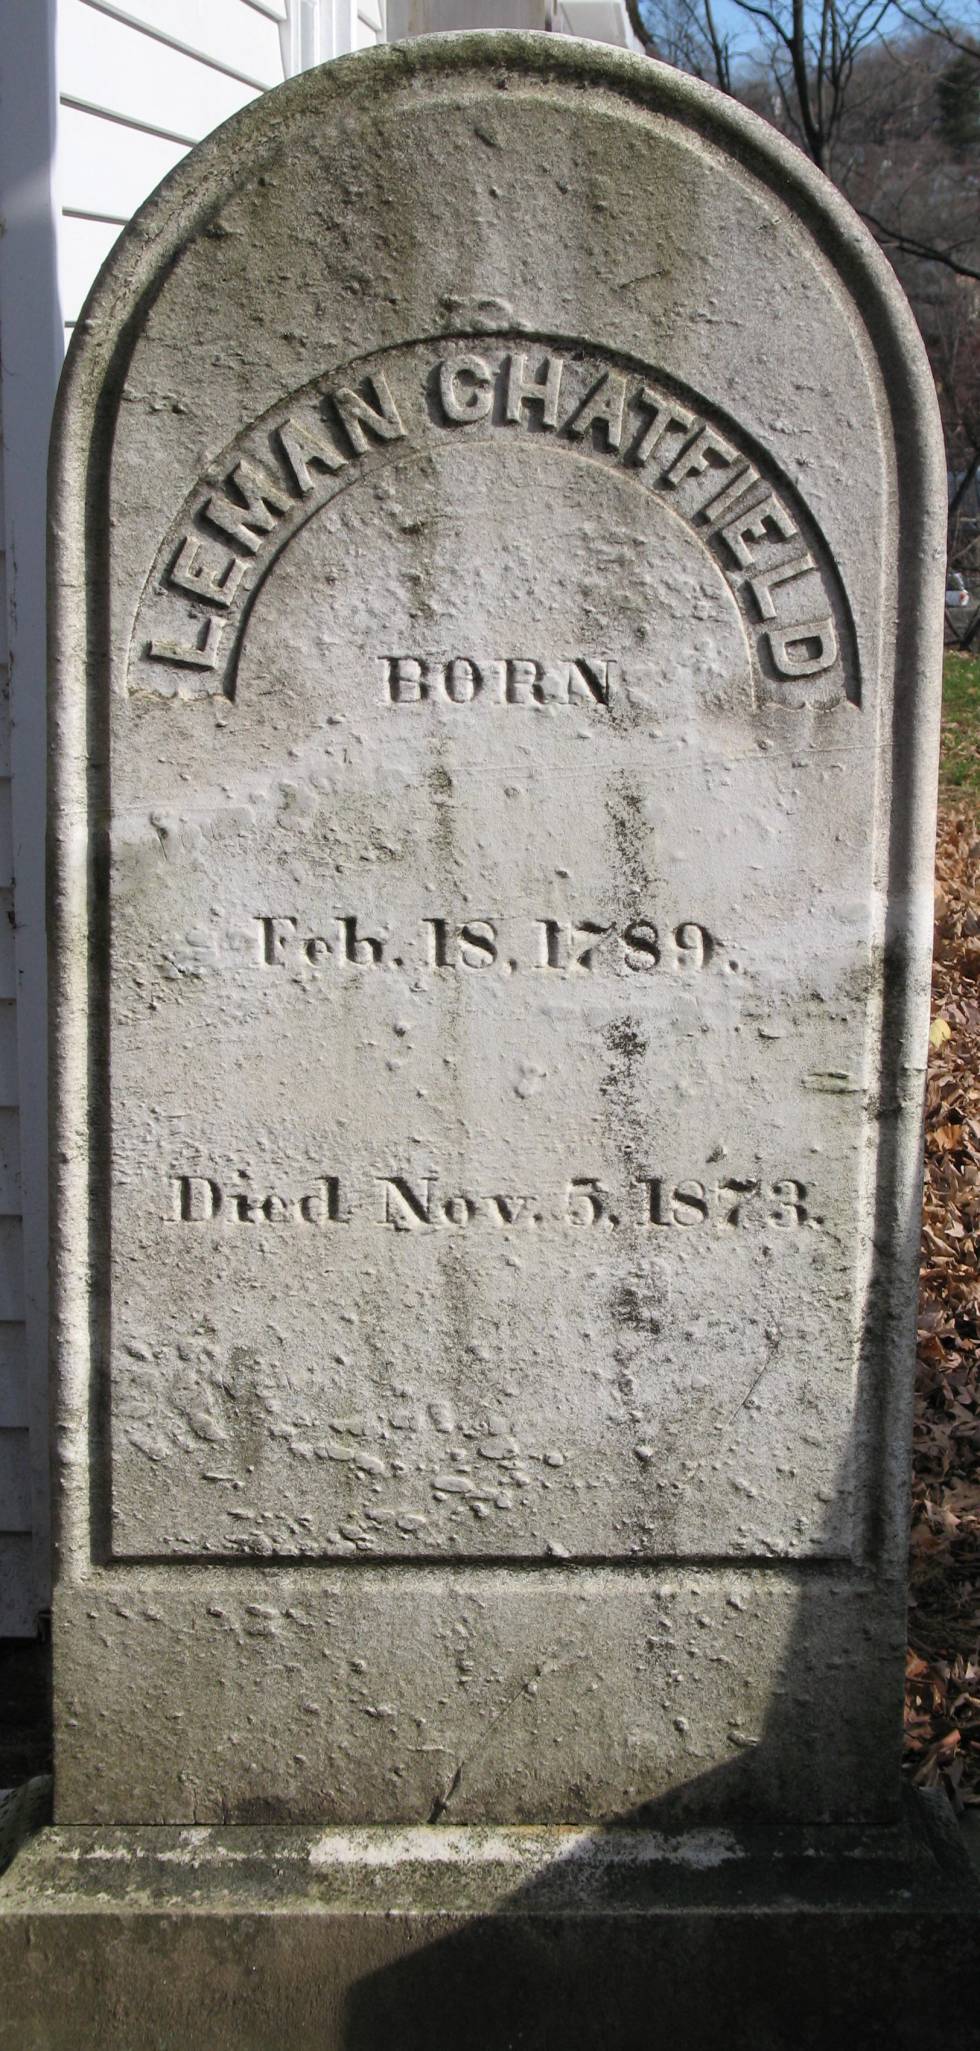 LEMAN CHATFIELD
BORN
Feb. 18, 1789.
Died Nov. 5, 1873.